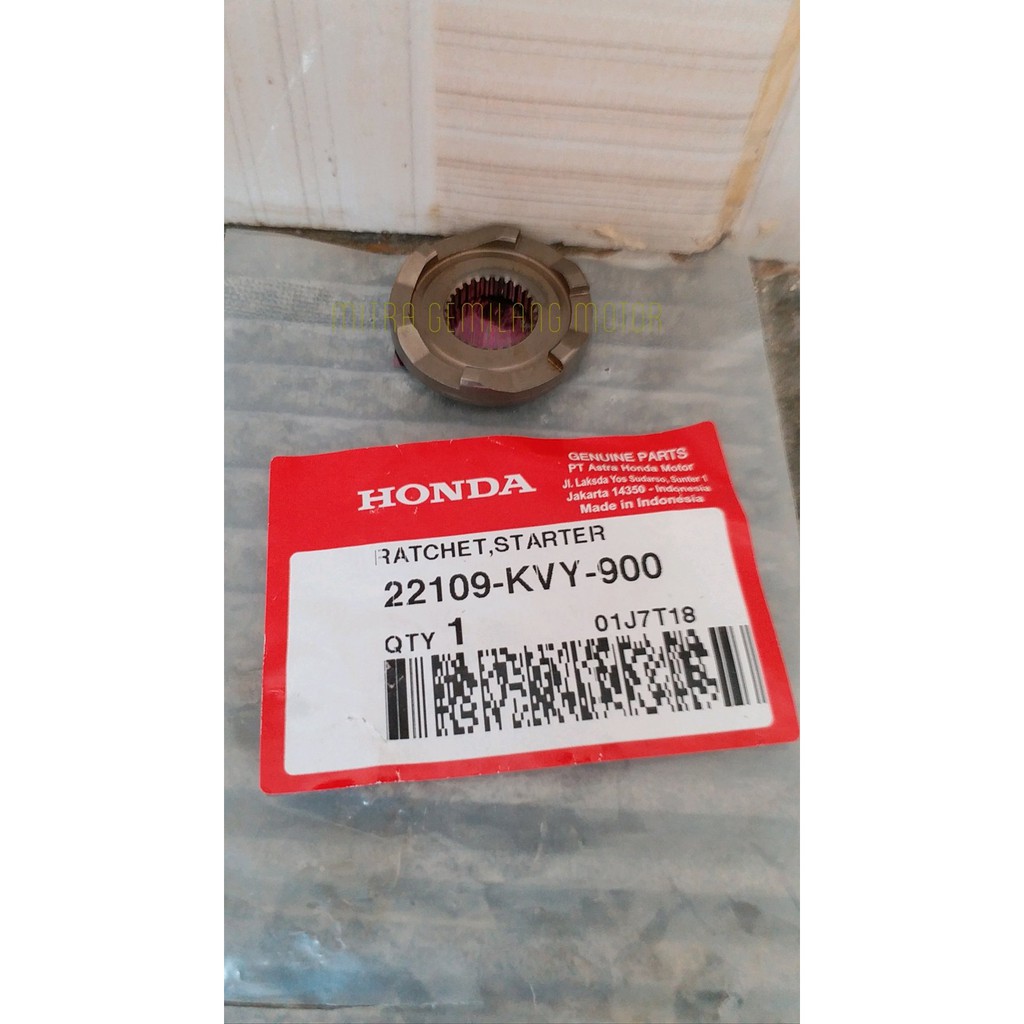 MITRA GEMILANG MOTOR
HONDA
GENUINE PARTS
PT Astra Honda Motor
Jl. Laksda Yos Sudarso, Sunter 1
Jakarta 14350 - Indonesia
Made in Indonesia
RATCHET,STARTER
22109-KVY-900
QTY 1
01J7T18